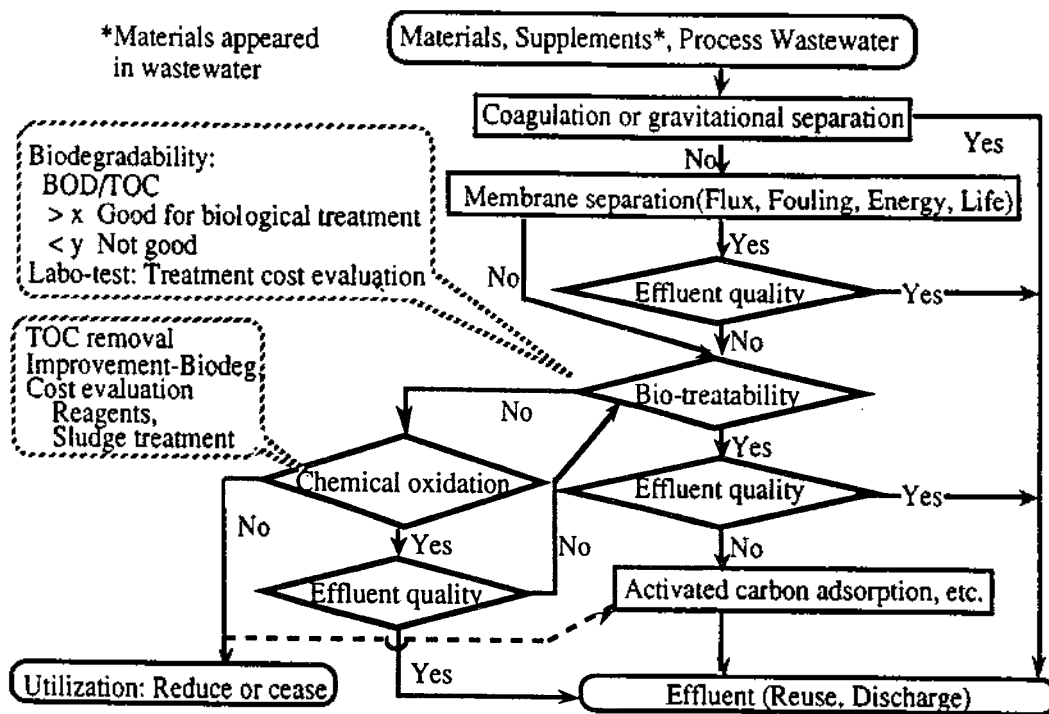 *Materials appeared
in wastewater
Materials, Supplements*, Process Wastewater
Coagulation or gravitational separation
Yes
No
Membrane separation(Flux, Fouling, Energy, Life)
Biodegradability:
BOD/TOC
> x Good for biological treatment
< y Not good
Labo-test: Treatment cost evaluation
No
Yes
Effluent quality
Yes
No
TOC removal
Improvement-Biodeg.
Cost evaluation
Reagents,
Sludge treatment
Bio-treatability
No
Yes
Chemical oxidation
Effluent quality
Yes
No
Yes
No
No
Effluent quality
Activated carbon adsorption, etc.
Yes
Utilization: Reduce or cease
Effluent (Reuse, Discharge)